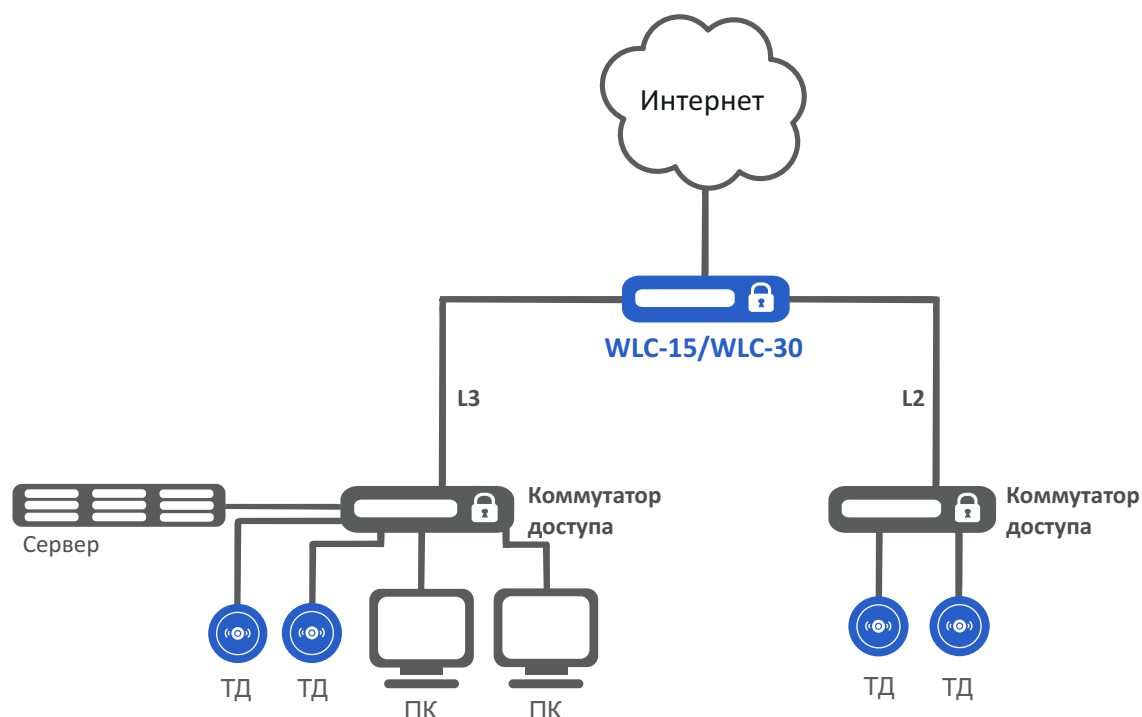 Интернет
WLC-15/WLC-30
L3
L2
Коммутатор
доступа
Коммутатор
доступа
Сервер
ТД
ТД
ПК
ПК
ТД
ТД